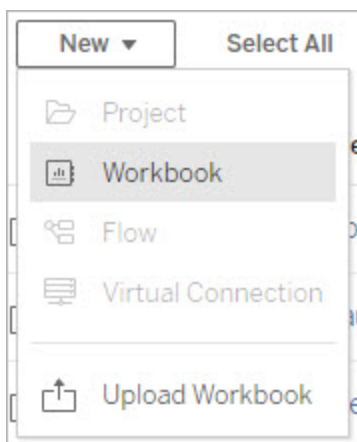 New ▾ Select All
Project
Workbook
Flow
Virtual Connection
Upload Workbook